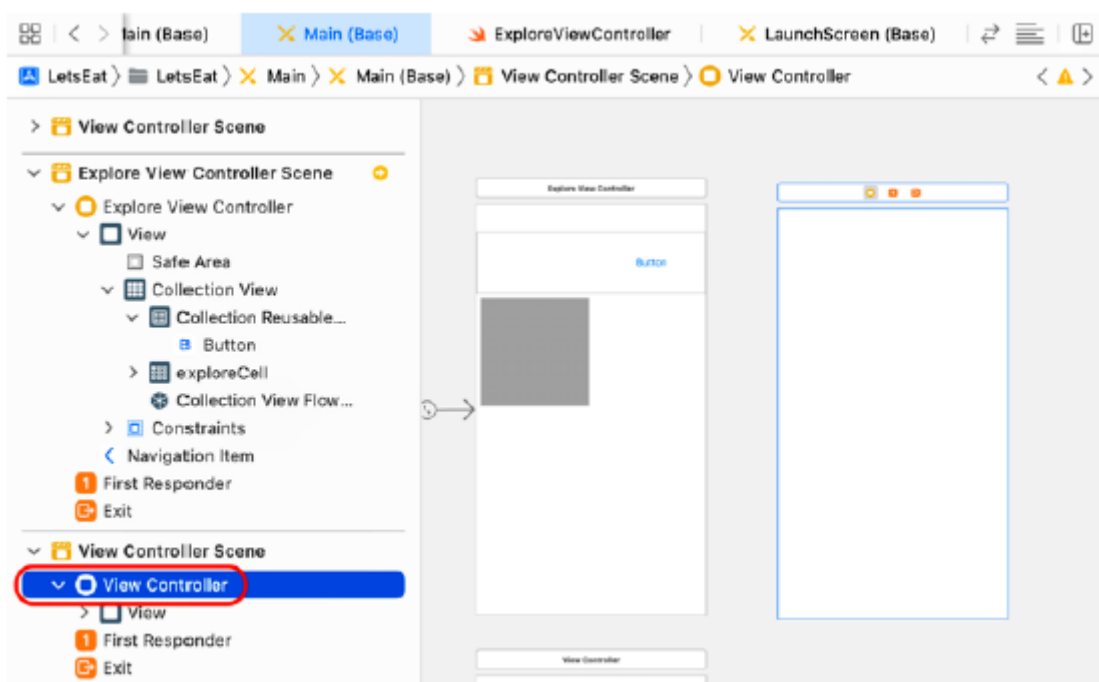 lain (Base) Main (Base) ExploreViewController LaunchScreen (Base)
LetsEat LetsEat Main Main (Base) View Controller Scene View Controller
View Controller Scene
Explore View Controller Scene
Explore View Controller
View
Safe Area
Collection View
Collection Reusable...
Button
exploreCell
Collection View Flow...
Constraints
Navigation Item
1 First Responder
Exit
View Controller Scene
View Controller
View
1 First Responder
Exit
Explore View Controller
Button
View Controller